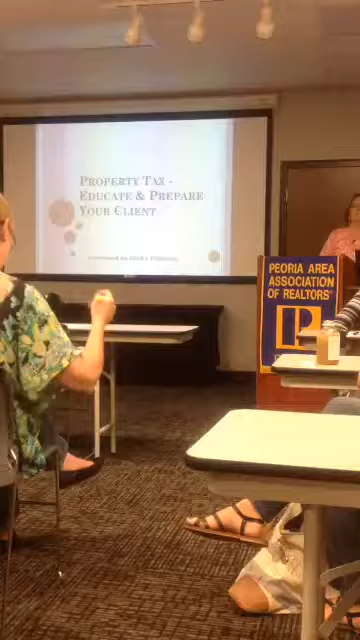 PROPERTY TAX -
EDUCATE & PREPARE
YOUR CLIENT
PEORIA AREA
ASSOCIATION
OF REALTORS®
R